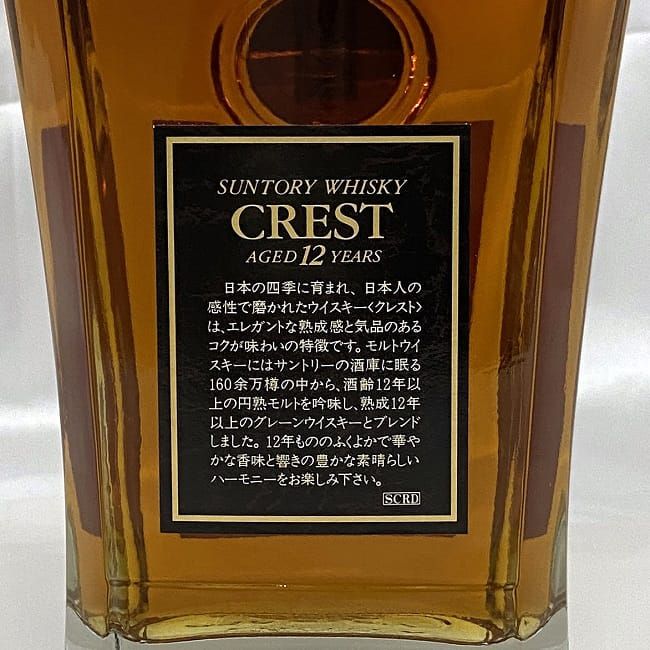 SUNTORY WHISKY
CREST
AGED 12 YEARS
日本の四季に育まれ、日本人の
感性で磨かれたウイスキー〈クレスト〉
は、エレガントな熟成感と気品のある
コクが味わいの特徴です。モルトウイ
スキーにはサントリーの酒庫に眠る
160余万樽の中から、酒齢12年以
上の円熟モルトを吟味し、熟成12年
以上のグレーンウイスキーとブレンド
しました。12年もののふくよかで華や
かな香味と響きの豊かな素晴らしい
ハーモニーをお楽しみ下さい。
SCRD